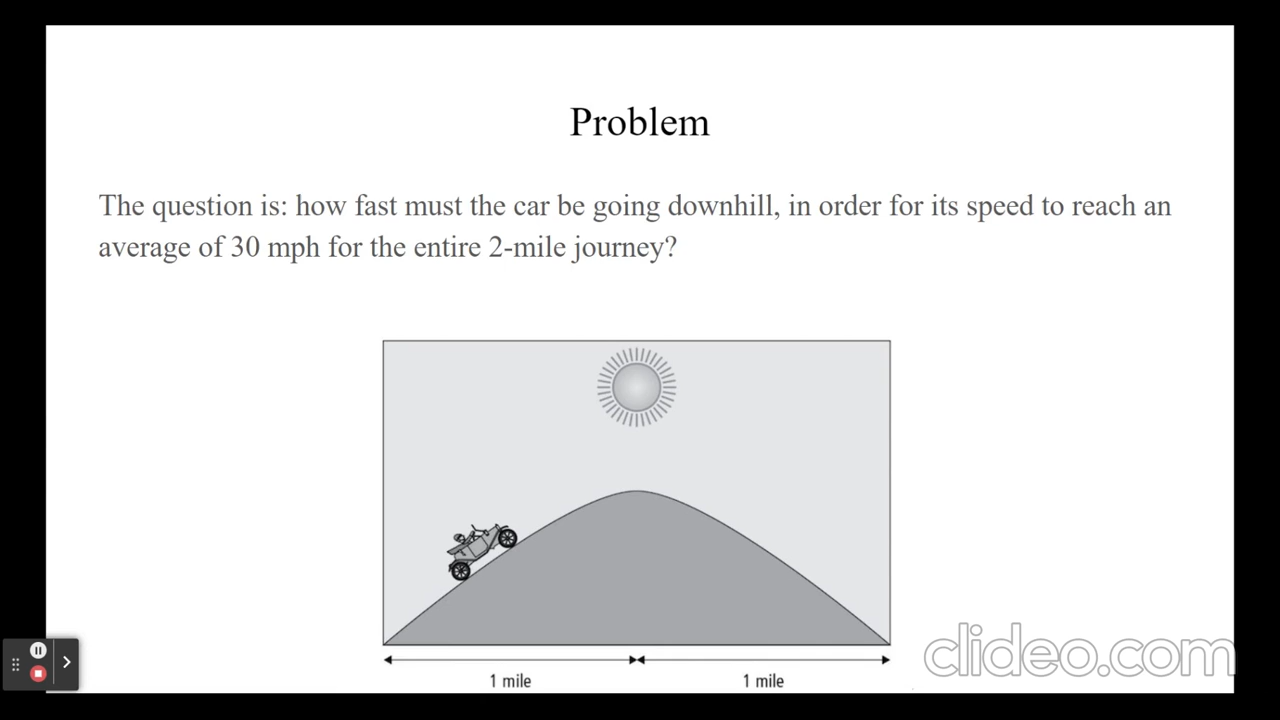 Problem
The question is: how fast must the car be going downhill, in order for its speed to reach an
average of 30 mph for the entire 2-mile journey?
1 mile
1 mile
clideo.com